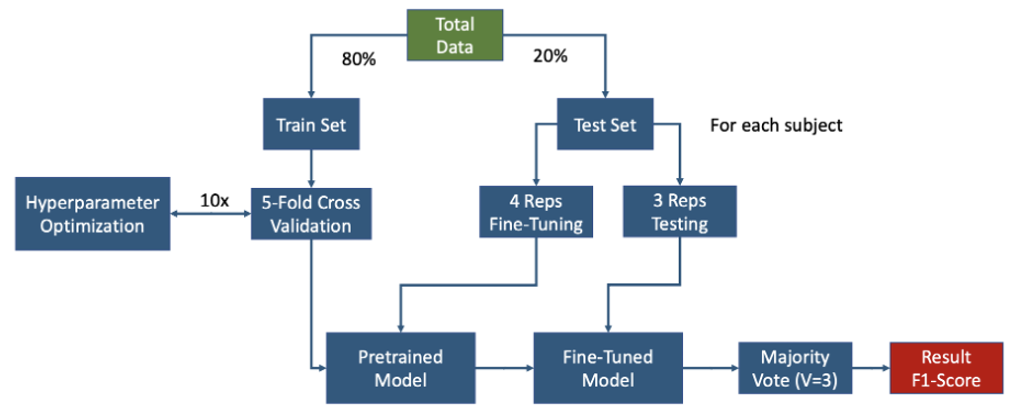 Total
Data
80%
20%
Train Set
Test Set
For each subject
Hyperparameter
Optimization
10x
5-Fold Cross
Validation
4 Reps
Fine-Tuning
3 Reps
Testing
Pretrained
Model
Fine-Tuned
Model
Majority
Vote (V=3)
Result
F1-Score